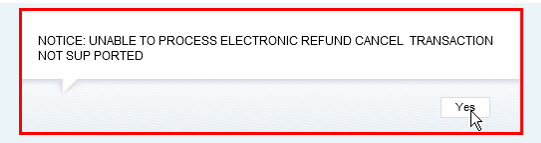 NOTICE: UNABLE TO PROCESS ELECTRONIC REFUND CANCEL  TRANSACTION
NOT SUP PORTED
Yes